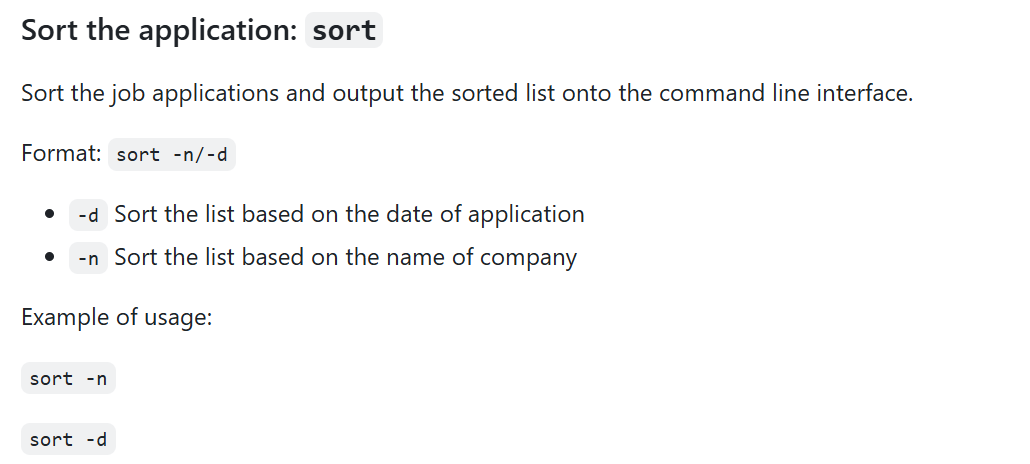 Sort the application: sort
Sort the job applications and output the sorted list onto the command line interface.
Format: sort -n/-d
-d Sort the list based on the date of application
-n Sort the list based on the name of company
Example of usage:
sort -n
sort -d